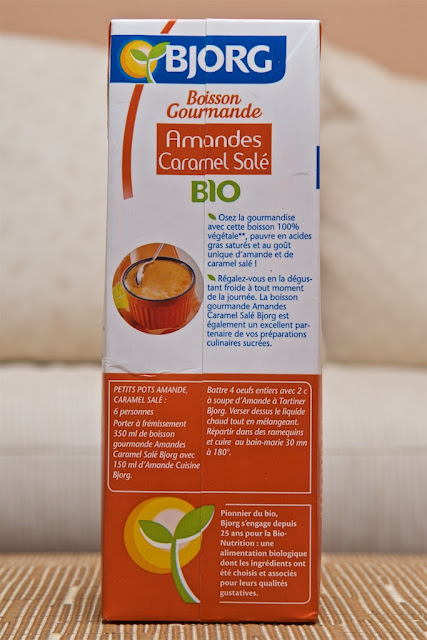 BJORG
Boisson
Gourmande
Amandes
Caramel Salé
BIO
Osez la gourmandise
avec cette boisson 100%
végétale**, pauvre en acides
gras saturés et au goût
unique d'amande et de
caramel salé !
Régalez-vous en la dégus-
tant froide à tout moment
de la journée. La boisson
gourmande Amandes
Caramel Salé Bjorg est
également un excellent par-
tenaire de vos préparations
culinaires sucrées.
PETITS POTS AMANDE,
CARAMEL SALÉ :
6 personnes
Porter à frémissement
350 ml de boisson
gourmande Amandes
Caramel Salé Bjorg avec
150 ml d'Amande Cuisine
Bjorg.
Battre 4 oeufs entiers avec 2 c
à soupe d'Amande à Tartiner
Bjorg. Verser dessus le liquide
chaud tout en mélangeant.
Répartir dans des ramequins
et cuire au bain-marie 30 mn
à 180°.
Pionnier du bio,
Bjorg s'engage depuis
25 ans pour la Bio-
Nutrition : une
alimentation biologique
dont les ingrédients ont
été choisis et associés
pour leurs qualités
gustatives.